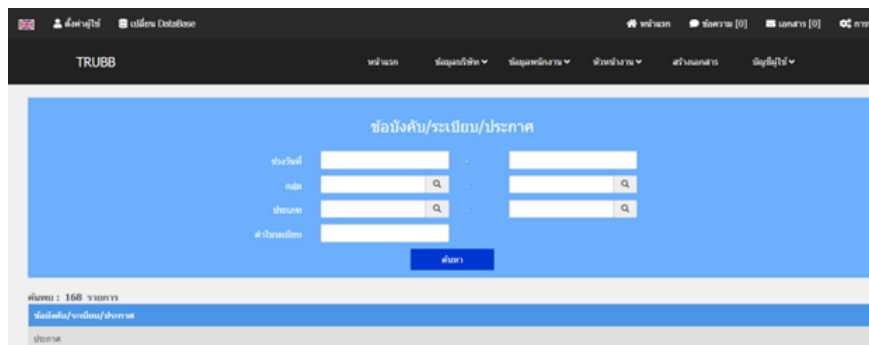 ตั้งค่าผู้ใช้ เปลี่ยน DataBase หน้าแรก ข้อความ [0] เอกสาร [0]
TRUBB หน้าแรก ข้อมูลบริษัท ข้อมูลพนักงาน หัวหน้างาน สร้างเอกสาร บัญชีผู้ใช้
ข้อบังคับ/ระเบียบ/ประกาศ
ช่วงวันที่ -
กลุ่ม -
ประเภท -
คำในระเบียบ
ค้นหา
ค้นพบ : 168 รายการ
ข้อบังคับ/ระเบียบ/ประกาศ
ประกาศ